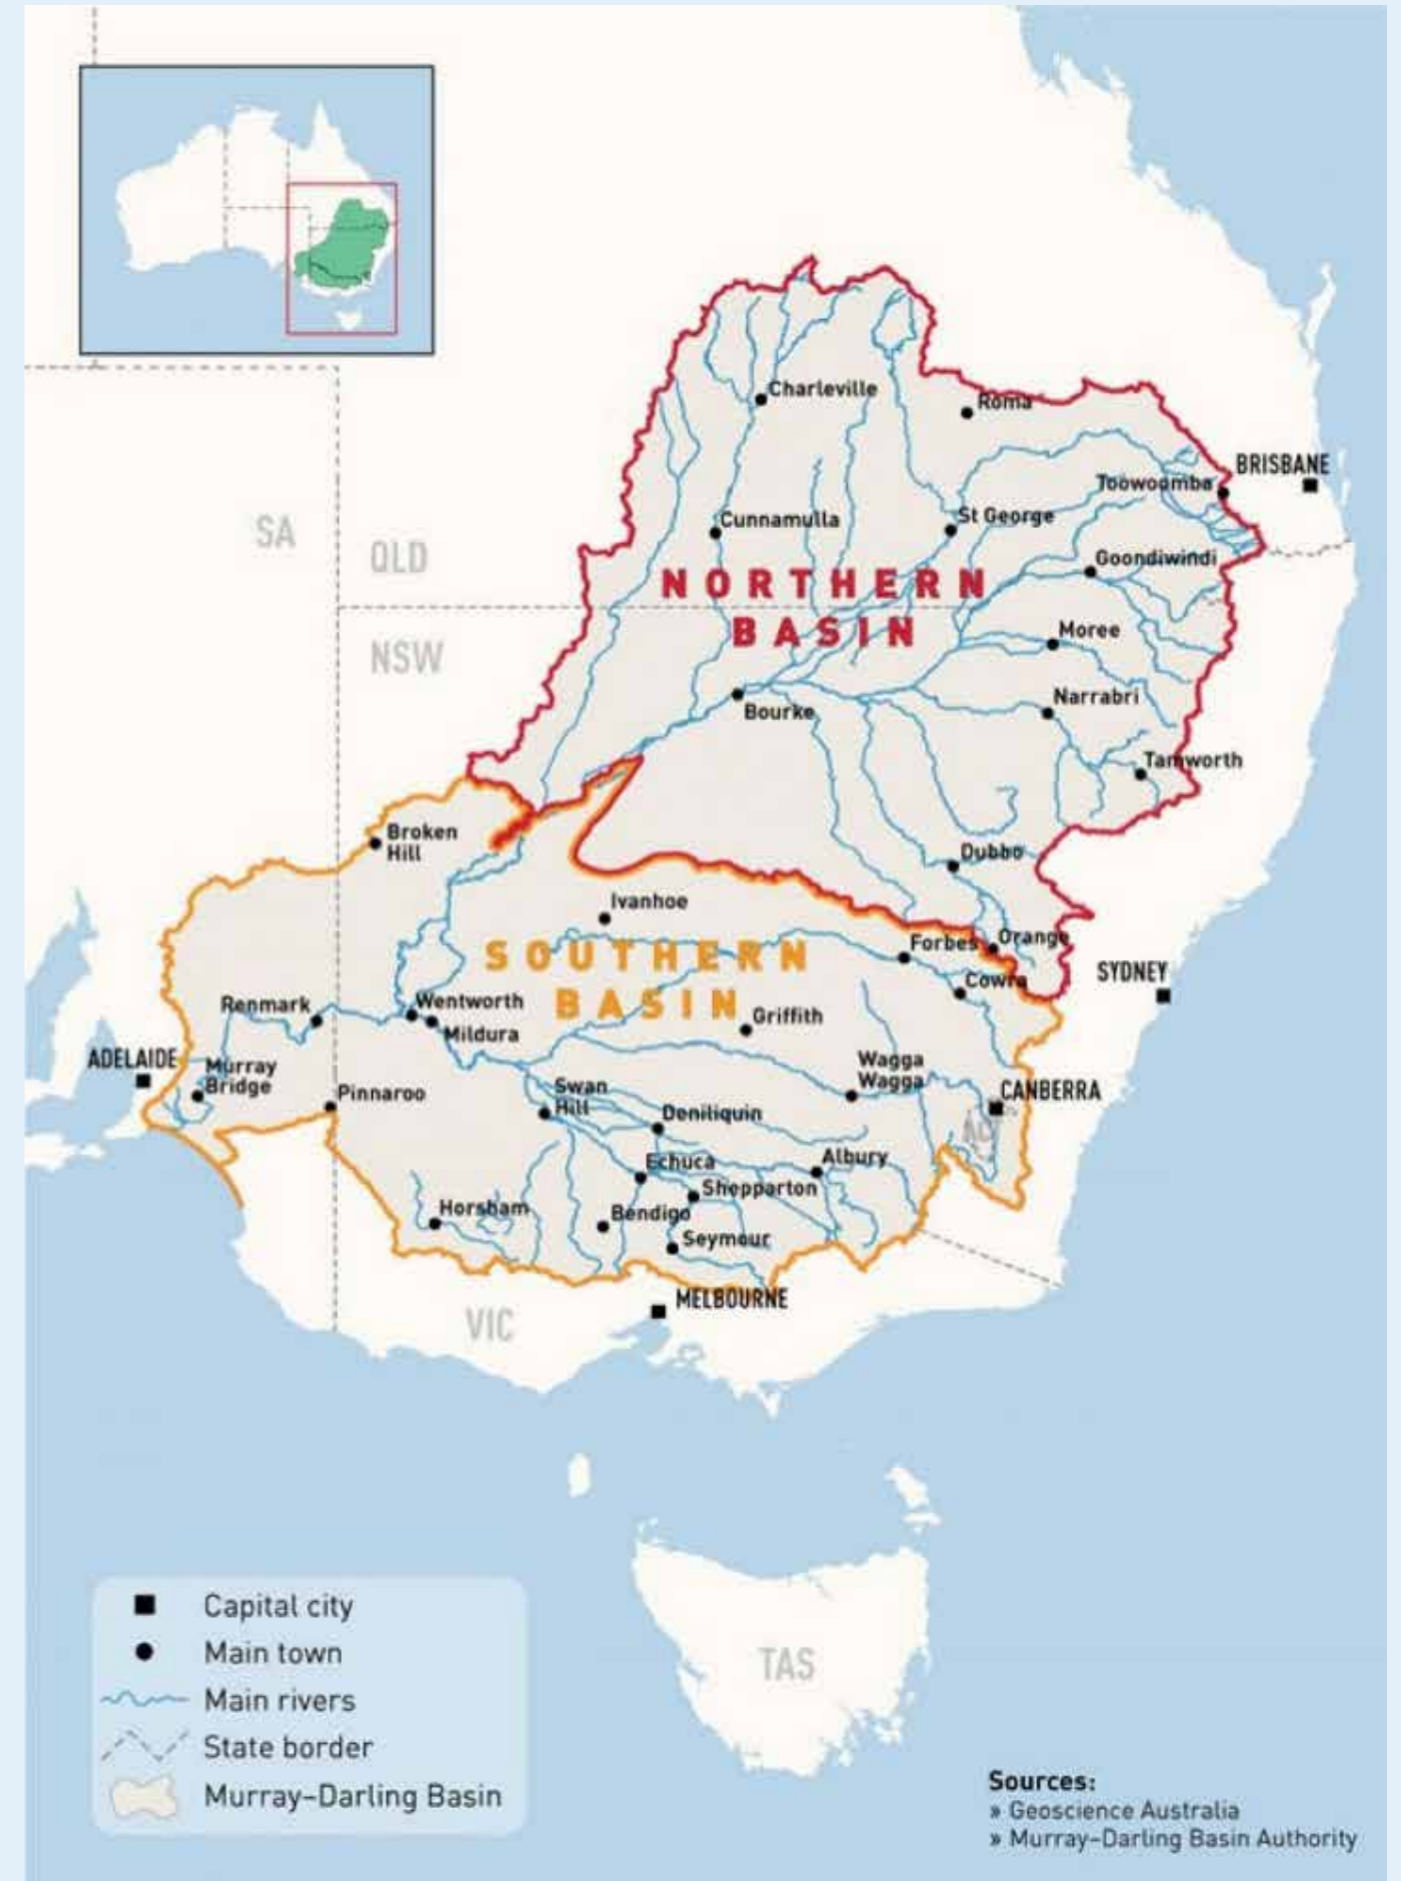 Charleville
Roma
BRISBANE
Toowoomba
Cunnamulla
St George
SA
QLD
Goondiwindi
NORTHERN
BASIN
NSW
Moree
Narrabri
Bourke
Tamworth
Broken
Hill
Dubbo
Ivanhoe
SOUTHERN
BASIN
Forbes
Orange
SYDNEY
Cowra
Renmark
Wentworth
Mildura
Griffith
ADELAIDE
Murray
Bridge
Pinnaroo
Wagga
Wagga
CANBERRA
Swan
Hill
Deniliquin
ACT
Echuca
Albury
Shepparton
Horsham
Bendigo
Seymour
MELBOURNE
VIC
TAS
Capital city
Main town
Main rivers
State border
Murray–Darling Basin
Sources:
» Geoscience Australia
» Murray–Darling Basin Authority